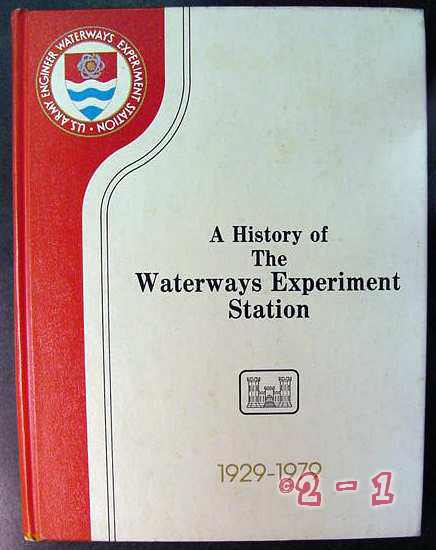 U.S. ARMY ENGINEER WATERWAYS EXPERIMENT STATION •
A History of
The
Waterways Experiment
Station
1929-1979
©2 - 1